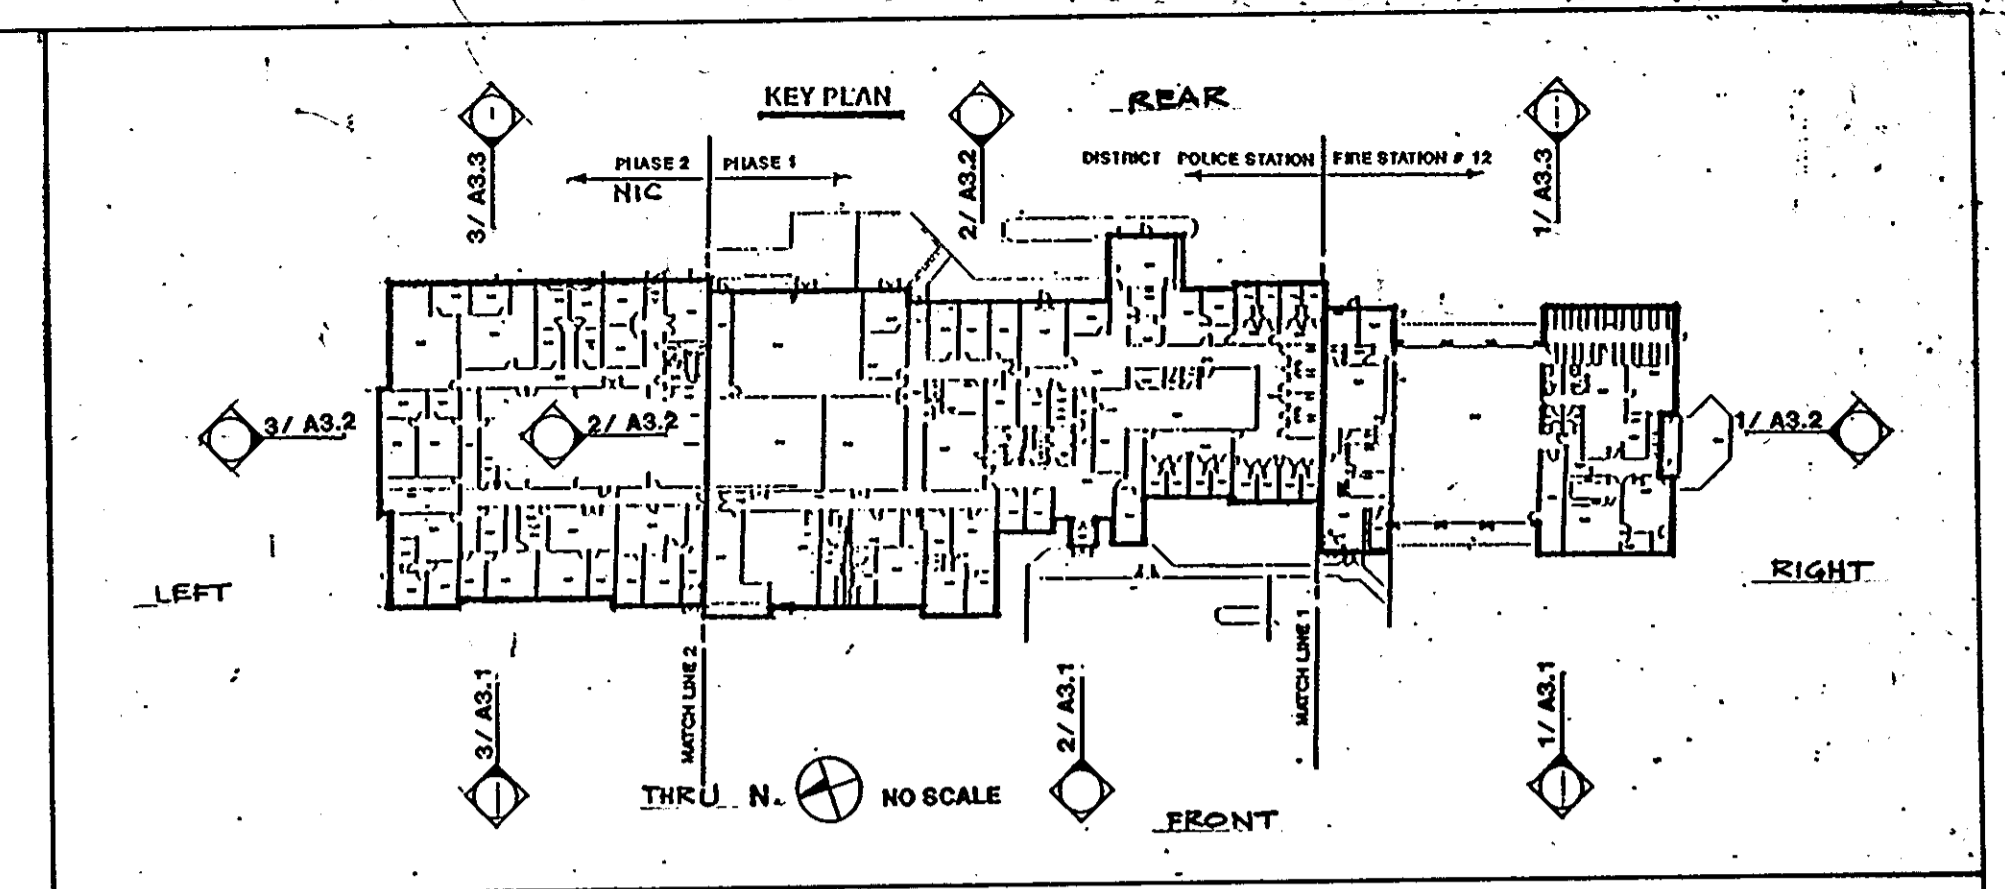 KEY PLAN
REAR
3/ A3.3
PHASE 2
PHASE 1
NIC
2/ A3.2
DISTRICT POLICE STATION
FIRE STATION # 12
1/ A3.3
3/ A3.2
2/ A3.2
1/ A3.2
LEFT
RIGHT
3/ A3.1
MATCH LINE 2
2/ A3.1
MATCH LINE 1
1/ A3.1
THRU N.
NO SCALE
FRONT